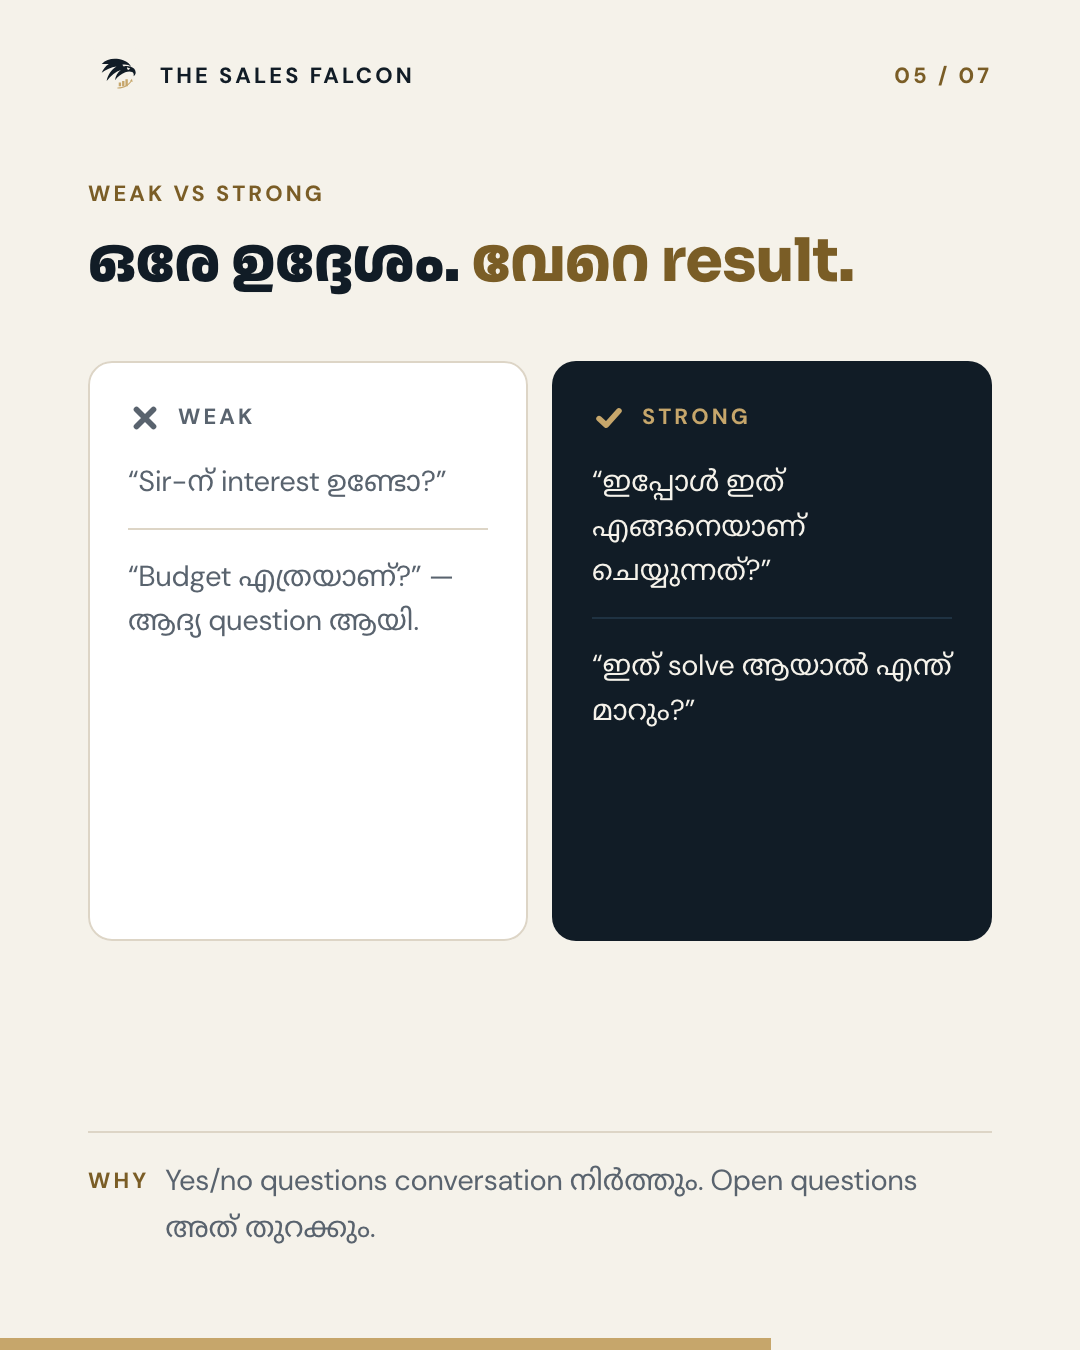 THE SALES FALCON
05 / 07
WEAK VS STRONG
ഒരേ ഉദ്ദേശം. വേറെ result.
WEAK
“Sir-ന് interest ഉണ്ടോ?”
“Budget എത്രയാണ്?” —
ആദ്യ question ആയി.
STRONG
“ഇപ്പോൾ ഇത്
എങ്ങനെയാണ്
ചെയ്യുന്നത്?”
“ഇത് solve ആയാൽ എന്ത്
മാറും?”
WHY Yes/no questions conversation നിർത്തും. Open questions
അത് തുറക്കും.